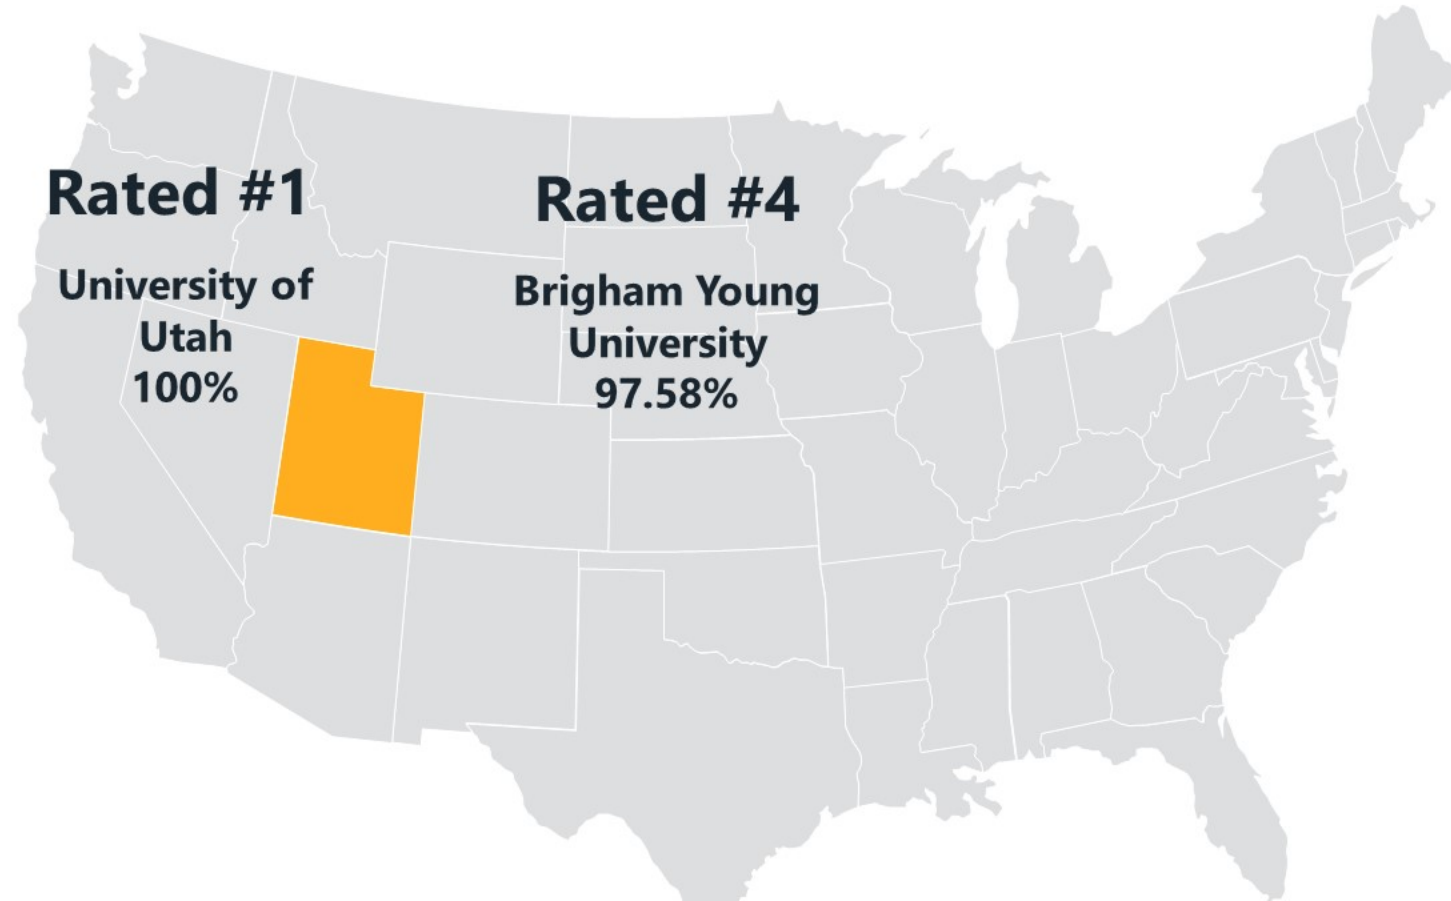 Rated #1
University of
Utah
100%
Rated #4
Brigham Young
University
97.58%